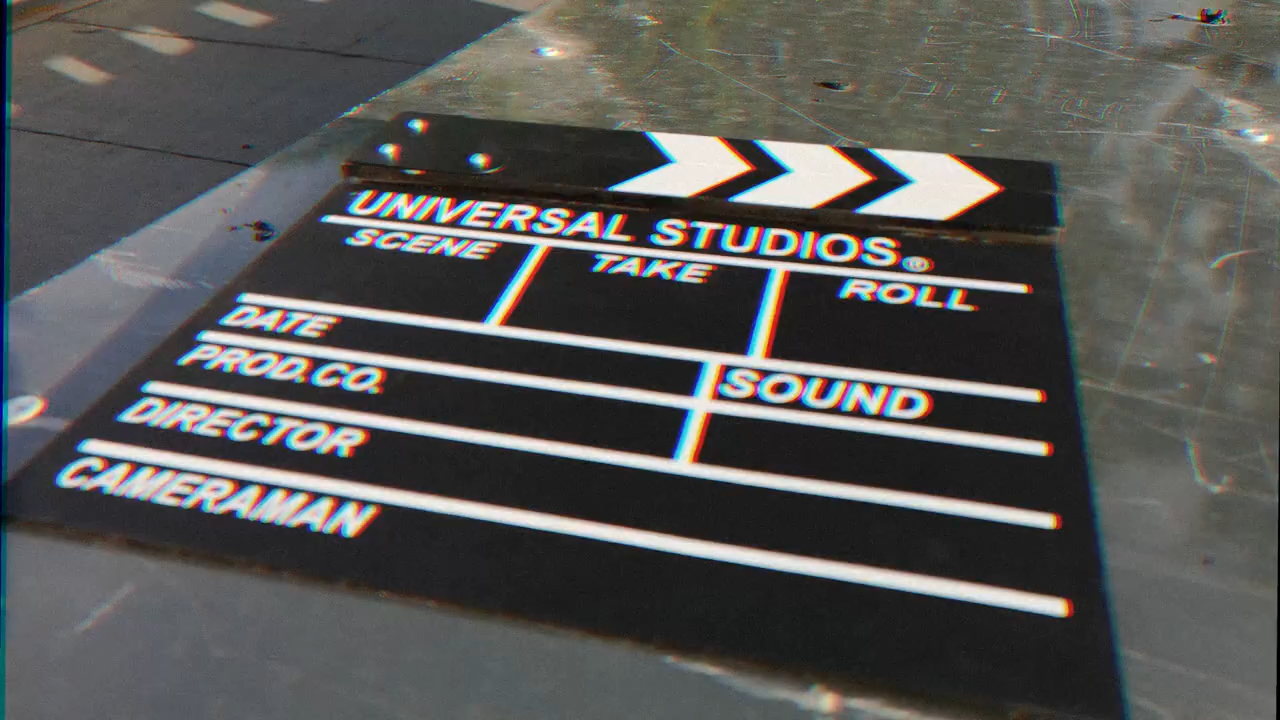 UNIVERSAL STUDIOS®
SCENE TAKE ROLL
DATE
SOUND
PROD.CO.
DIRECTOR
CAMERAMAN